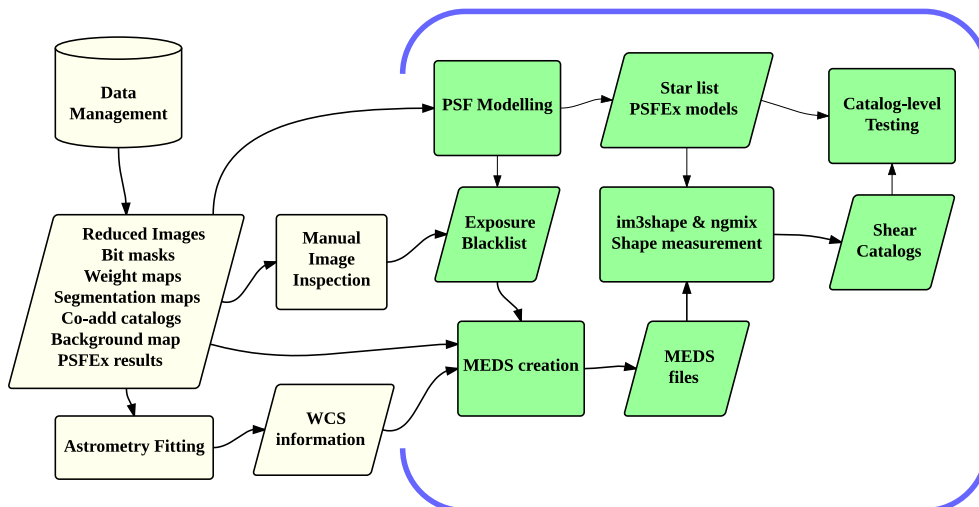 Data
Management
Reduced Images
Bit masks
Weight maps
Segmentation maps
Co-add catalogs
Background map
PSFEx results
Astrometry Fitting
Manual
Image
Inspection
WCS
information
PSF Modelling
Exposure
Blacklist
MEDS creation
Star list
PSFEx models
im3shape & ngmix
Shape measurement
MEDS
files
Catalog-level
Testing
Shear
Catalogs